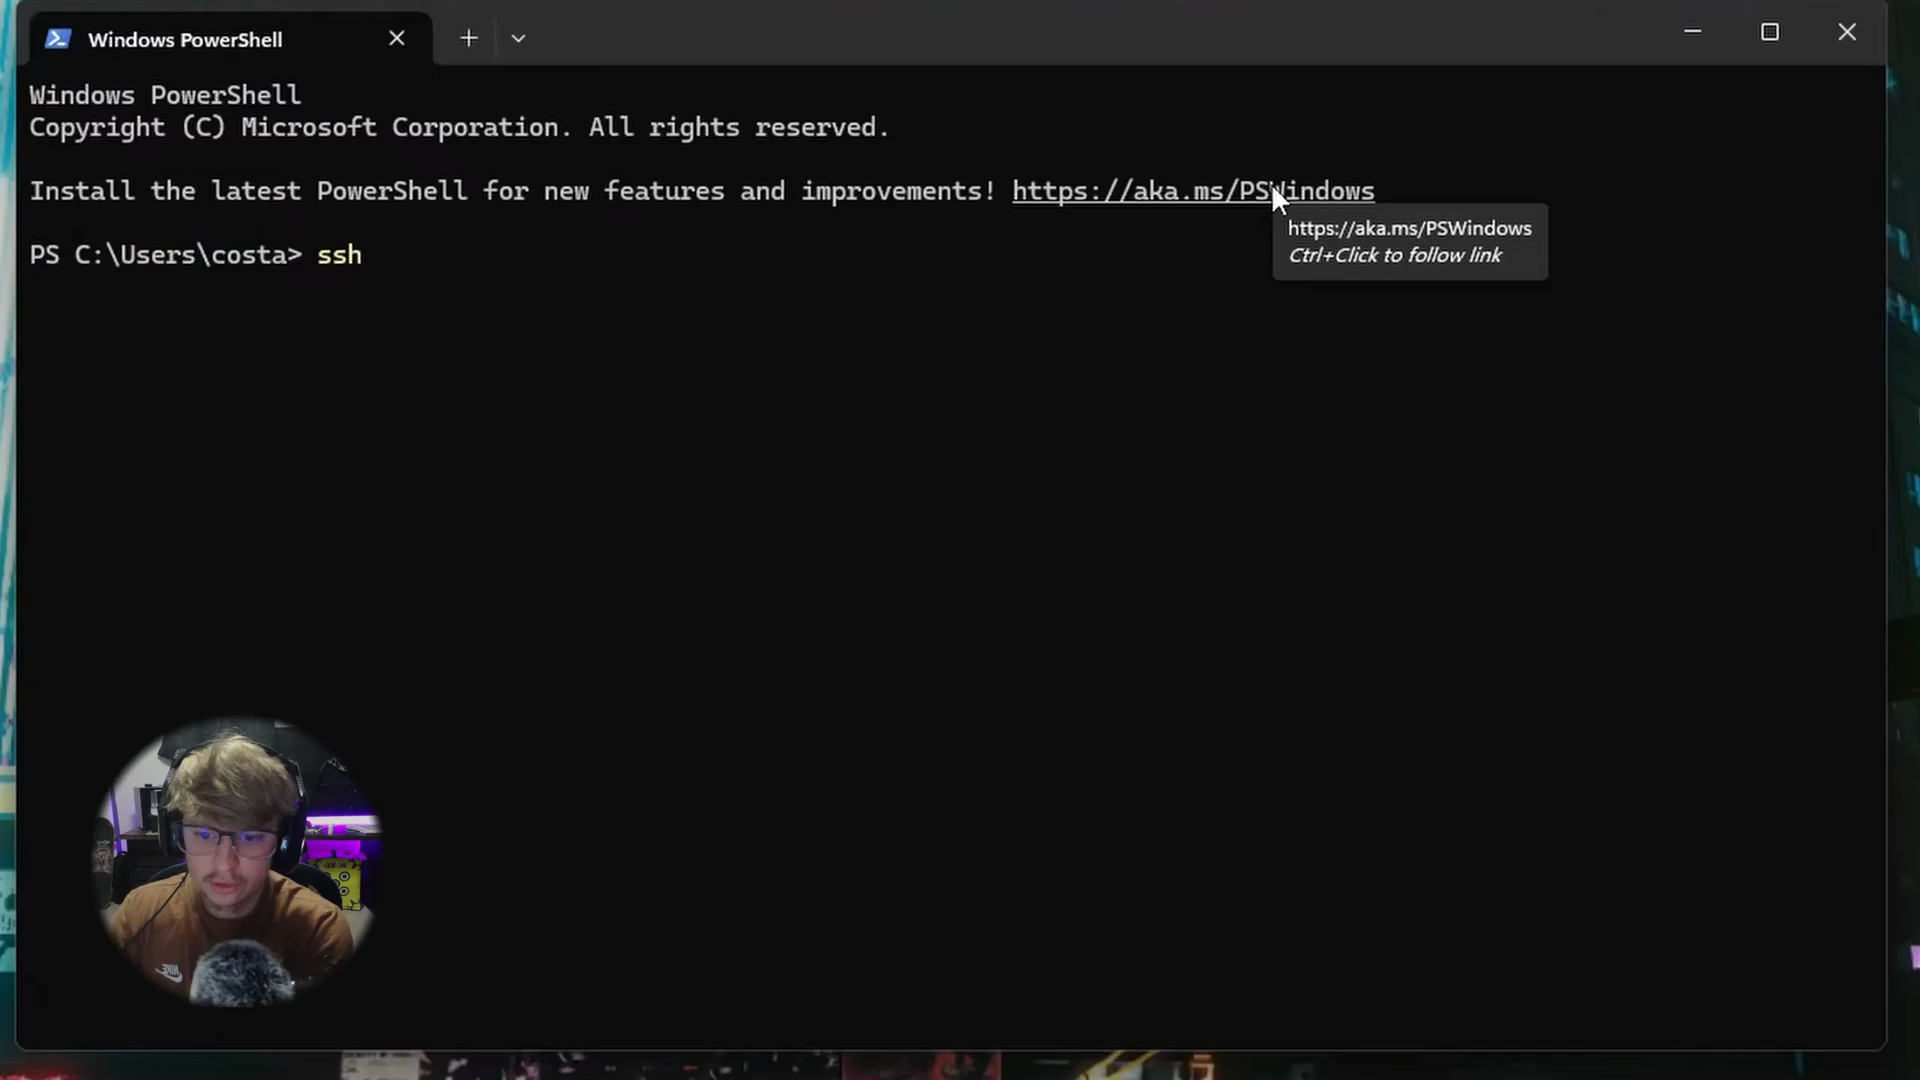 Windows PowerShell
Windows PowerShell
Copyright (C) Microsoft Corporation. All rights reserved.
Install the latest PowerShell for new features and improvements! https://aka.ms/PSWindows
https://aka.ms/PSWindows
Ctrl+Click to follow link
PS C:\Users\costa> ssh